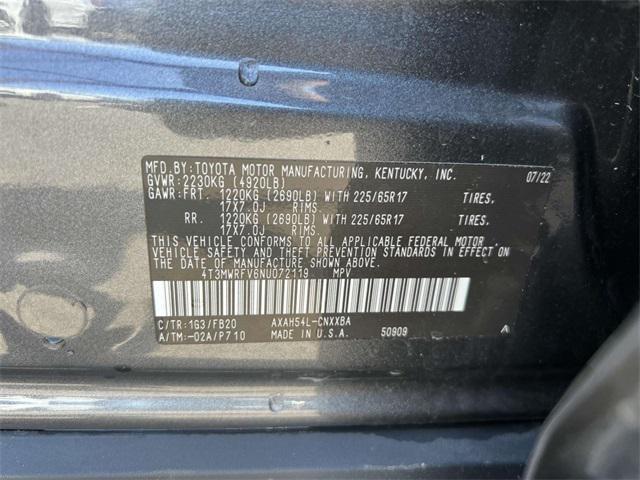 MFD.BY:TOYOTA MOTOR MANUFACTURING, KENTUCKY, INC. 07/22
GVWR:2230KG (4920LB)
GAWR:FRT. 1220KG (2690LB) WITH 225/65R17 TIRES,
17X7.0J RIMS.
RR. 1220KG (2690LB) WITH 225/65R17 TIRES,
17X7.0J RIMS.
THIS VEHICLE CONFORMS TO ALL APPLICABLE FEDERAL MOTOR
VEHICLE SAFETY AND THEFT PREVENTION STANDARDS IN EFFECT ON
THE DATE OF MANUFACTURE SHOWN ABOVE.
4T3MWRFV6NU072119 MPV
C/TR:1G3/FB20 AXAH54L-CNXXBA
A/TM:-02A/P710 MADE IN U.S.A. 50909 A